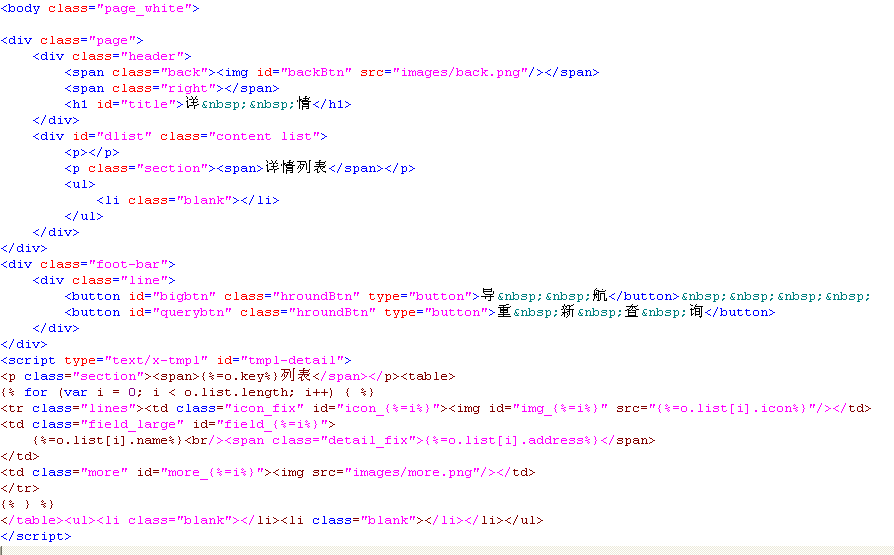 <body class="page_white">
<div class="page">
<div class="header">
<span class="back"><img id="backBtn" src="images/back.png"/></span>
<span class="right"></span>
<h1 id="title">详&nbsp;&nbsp;情</h1>
</div>
<div id="dlist" class="content list">
<p></p>
<p class="section"><span>详情列表</span></p>
<ul>
<li class="blank"></li>
</ul>
</div>
</div>
<div class="foot-bar">
<div class="line">
<button id="bigbtn" class="hroundBtn" type="button">导&nbsp;&nbsp;航</button>&nbsp;&nbsp;&nbsp;&nbsp;
<button id="querybtn" class="hroundBtn" type="button">重&nbsp;新&nbsp;查&nbsp;询</button>
</div>
</div>
<script type="text/x-tmpl" id="tmpl-detail">
<p class="section"><span>{%=o.key%}列表</span></p><table>
{% for (var i = 0; i < o.list.length; i++) { %}
<tr class="lines"><td class="icon_fix" id="icon_{%=i%}"><img id="img_{%=i%}" src="{%=o.list[i].icon%}"/></td>
<td class="field_large" id="field_{%=i%}">
{%=o.list[i].name%}<br/><span class="detail_fix">{%=o.list[i].address%}</span>
</td>
<td class="more" id="more_{%=i%}"><img src="images/more.png"/></td>
</tr>
{% } %}
</table><ul><li class="blank"></li><li class="blank"></li></li></ul>
</script>